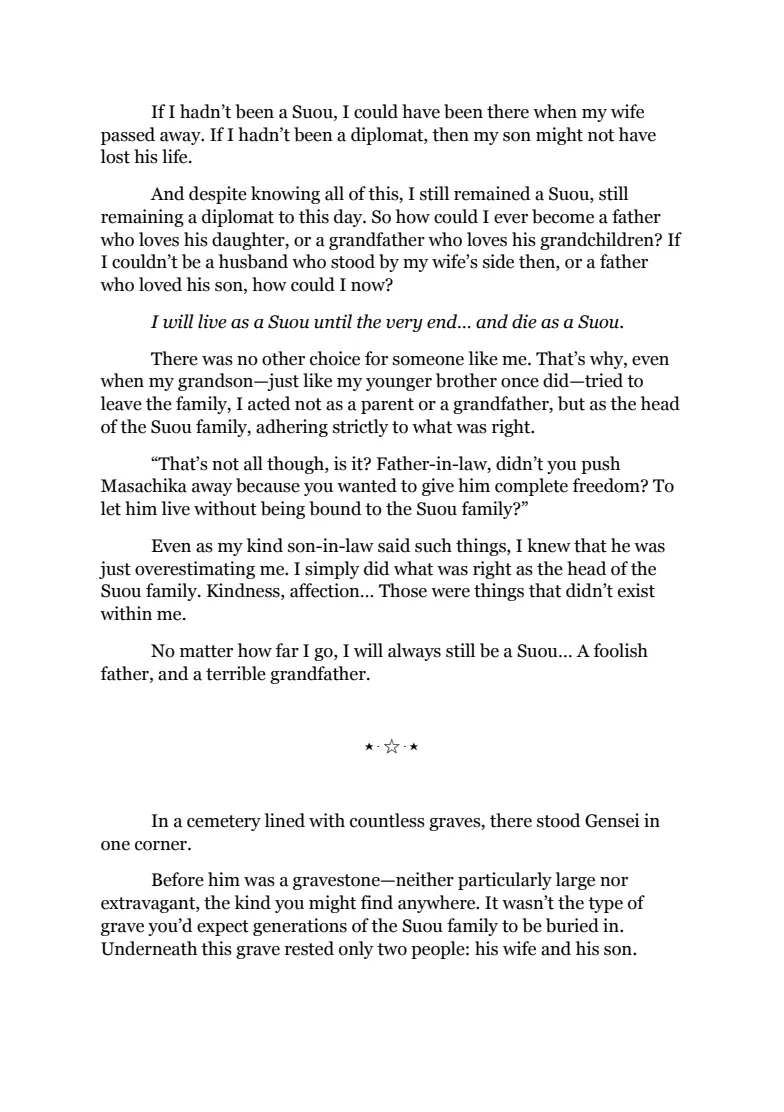 If I hadn’t been a Suou, I could have been there when my wife
passed away. If I hadn’t been a diplomat, then my son might not have
lost his life.
And despite knowing all of this, I still remained a Suou, still
remaining a diplomat to this day. So how could I ever become a father
who loves his daughter, or a grandfather who loves his grandchildren? If
I couldn’t be a husband who stood by my wife’s side then, or a father
who loved his son, how could I now?
I will live as a Suou until the very end… and die as a Suou.
There was no other choice for someone like me. That’s why, even
when my grandson—just like my younger brother once did—tried to
leave the family, I acted not as a parent or a grandfather, but as the head
of the Suou family, adhering strictly to what was right.
“That’s not all though, is it? Father-in-law, didn’t you push
Masachika away because you wanted to give him complete freedom? To
let him live without being bound to the Suou family?”
Even as my kind son-in-law said such things, I knew that he was
just overestimating me. I simply did what was right as the head of the
Suou family. Kindness, affection… Those were things that didn’t exist
within me.
No matter how far I go, I will always still be a Suou… A foolish
father, and a terrible grandfather.
⋆·☆·⋆
In a cemetery lined with countless graves, there stood Gensei in
one corner.
Before him was a gravestone—neither particularly large nor
extravagant, the kind you might find anywhere. It wasn’t the type of
grave you’d expect generations of the Suou family to be buried in.
Underneath this grave rested only two people: his wife and his son.